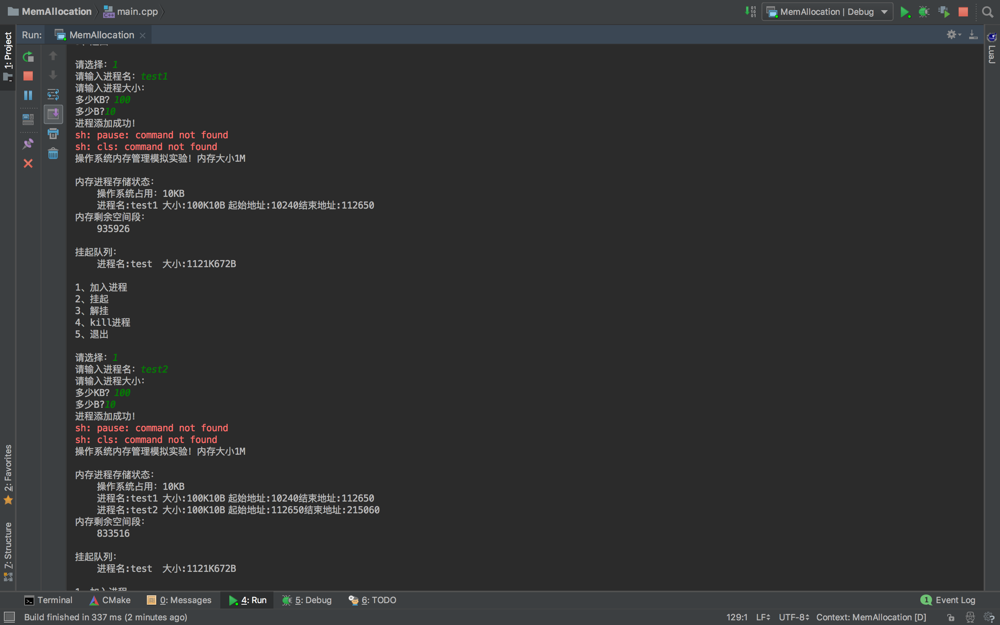 MemAllocation
main.cpp
MemAllocation | Debug
Run:
MemAllocation
1: Project
LuaJ
请选择: 1
请输入进程名: test1
请输入进程大小:
多少KB? 100
多少B?10
进程添加成功!
sh: pause: command not found
sh: cls: command not found
操作系统内存管理模拟实验! 内存大小1M
内存进程存储状态:
操作系统占用: 10KB
进程名:test1 大小:100K10B 起始地址:10240结束地址:112650
内存剩余空间段:
935926
挂起队列:
进程名:test 大小:1121K672B
1、加入进程
2、挂起
3、解挂
4、kill进程
5、退出
请选择: 1
请输入进程名: test2
请输入进程大小:
多少KB? 100
多少B?10
进程添加成功!
sh: pause: command not found
sh: cls: command not found
操作系统内存管理模拟实验! 内存大小1M
内存进程存储状态:
操作系统占用: 10KB
进程名:test1 大小:100K10B 起始地址:10240结束地址:112650
进程名:test2 大小:100K10B 起始地址:112650结束地址:215060
内存剩余空间段:
833516
挂起队列:
进程名:test 大小:1121K672B
2: Favorites
7: Structure
Terminal
CMake
0: Messages
4: Run
5: Debug
6: TODO
1 Event Log
Build finished in 337 ms (2 minutes ago)
129:1
LF
UTF-8
Context: MemAllocation [D]